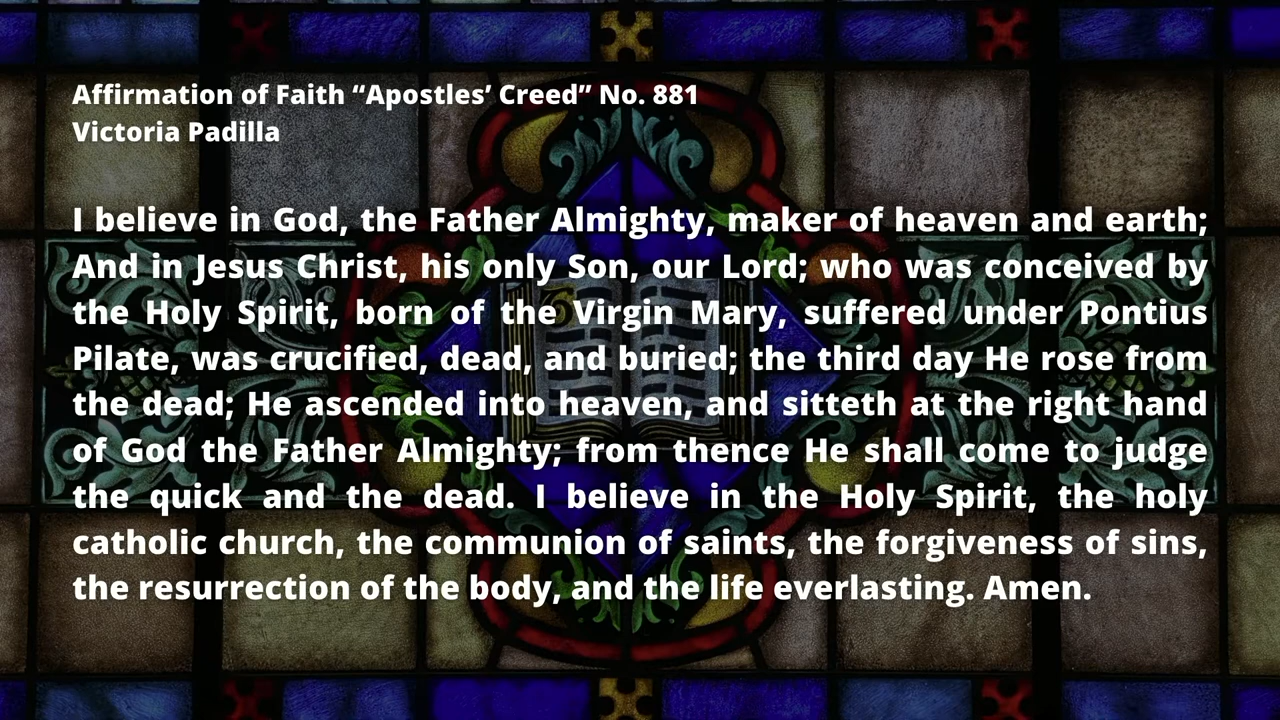 Affirmation of Faith “Apostles’ Creed” No. 881
Victoria Padilla
I believe in God, the Father Almighty, maker of heaven and earth;
And in Jesus Christ, his only Son, our Lord; who was conceived by
the Holy Spirit, born of the Virgin Mary, suffered under Pontius
Pilate, was crucified, dead, and buried; the third day He rose from
the dead; He ascended into heaven, and sitteth at the right hand
of God the Father Almighty; from thence He shall come to judge
the quick and the dead. I believe in the Holy Spirit, the holy
catholic church, the communion of saints, the forgiveness of sins,
the resurrection of the body, and the life everlasting. Amen.